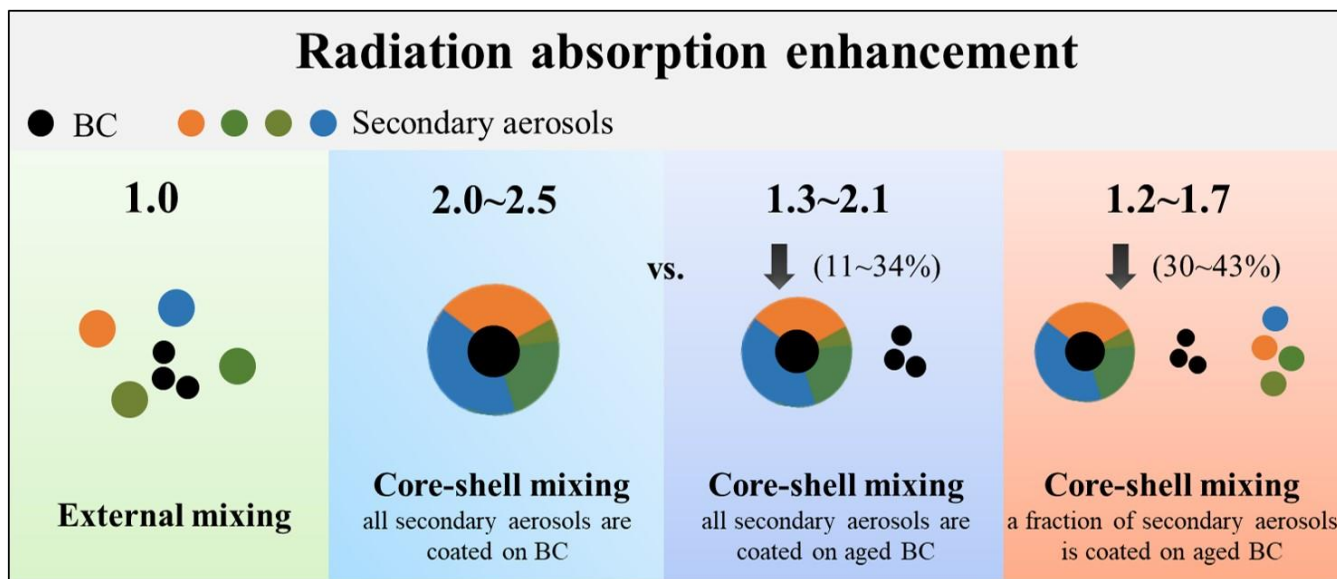 Radiation absorption enhancement
BC
Secondary aerosols
1.0
External mixing
2.0~2.5
Core-shell mixing
all secondary aerosols are
coated on BC
vs.
1.3~2.1
(11~34%)
Core-shell mixing
all secondary aerosols are
coated on aged BC
1.2~1.7
(30~43%)
Core-shell mixing
a fraction of secondary aerosols
is coated on aged BC